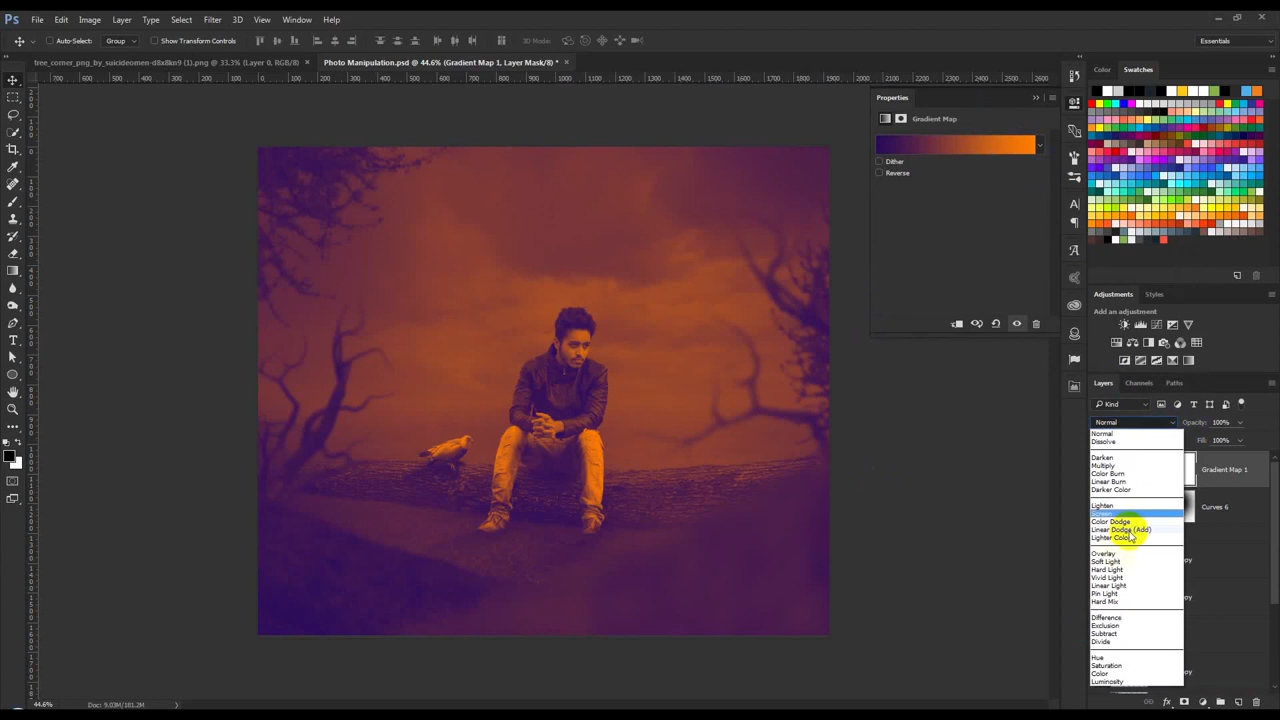 Ps File Edit Image Layer Type Select Filter 3D View Window Help
Auto-Select: Group Show Transform Controls 3D Mode: Essentials
tree_corner_png_by_suicideomen-d8x8kn9 (1).png @ 33.3% (Layer 0, RGB/8) × Photo Manipulation.psd @ 44.6% (Gradient Map 1, Layer Mask/8) * ×
Color Swatches
Properties
Gradient Map
Dither
Reverse
Adjustments Styles
Add an adjustment
Layers Channels Paths
Kind
Normal Opacity: 100%
Normal
Dissolve
Fill: 100%
Darken
Multiply
Color Burn
Linear Burn
Darker Color
Gradient Map 1
Lighten
Screen
Curves 6
Color Dodge
Linear Dodge (Add)
Lighter Color
Overlay
Soft Light
Hard Light
Vivid Light
Linear Light
Pin Light
Hard Mix
Difference
Exclusion
Subtract
Divide
Hue
Saturation
Color
Luminosity
44.6% Doc: 9.03M/181.2M